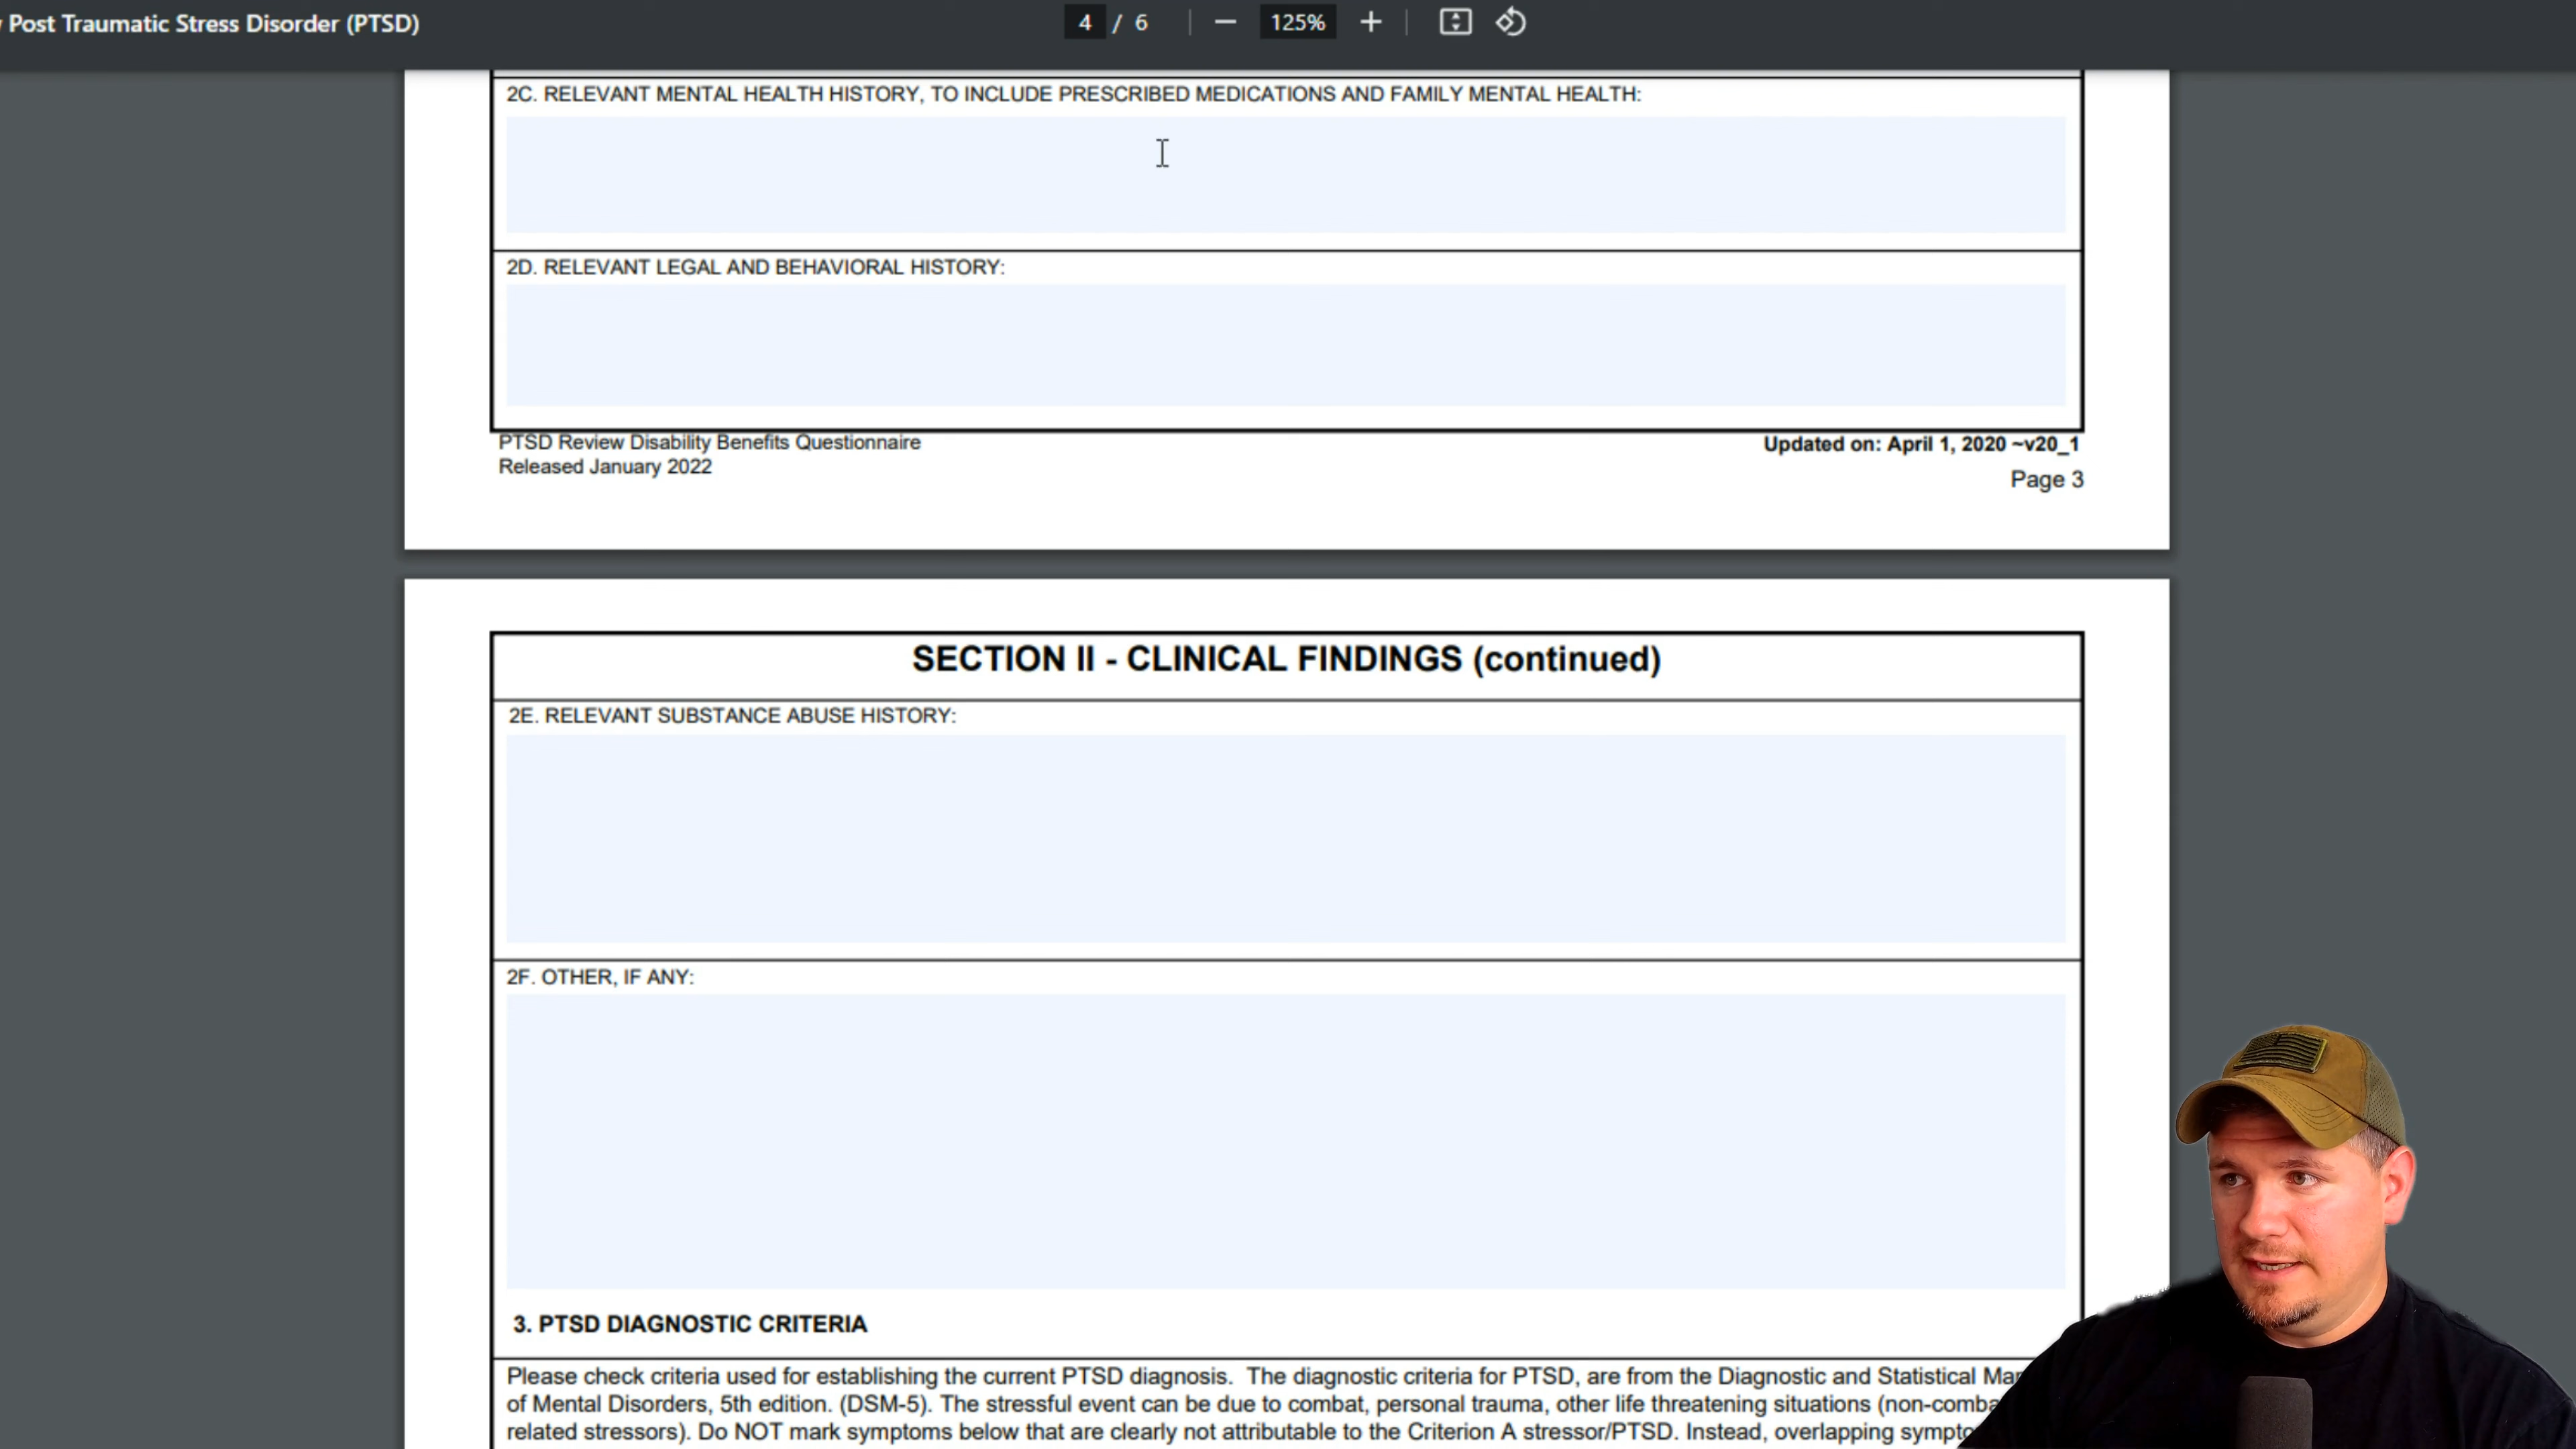 Post Traumatic Stress Disorder (PTSD)
4 / 6
125%
2C. RELEVANT MENTAL HEALTH HISTORY, TO INCLUDE PRESCRIBED MEDICATIONS AND FAMILY MENTAL HEALTH:
2D. RELEVANT LEGAL AND BEHAVIORAL HISTORY:
PTSD Review Disability Benefits Questionnaire
Released January 2022
Updated on: April 1, 2020 ~v20_1
Page 3
SECTION II - CLINICAL FINDINGS (continued)
2E. RELEVANT SUBSTANCE ABUSE HISTORY:
2F. OTHER, IF ANY:
3. PTSD DIAGNOSTIC CRITERIA
Please check criteria used for establishing the current PTSD diagnosis. The diagnostic criteria for PTSD, are from the Diagnostic and Statistical
of Mental Disorders, 5th edition. (DSM-5). The stressful event can be due to combat, personal trauma, other life threatening situations
related stressors). Do NOT mark symptoms below that are clearly not attributable to the Criterion A stressor/PTSD. Instead, overlapping